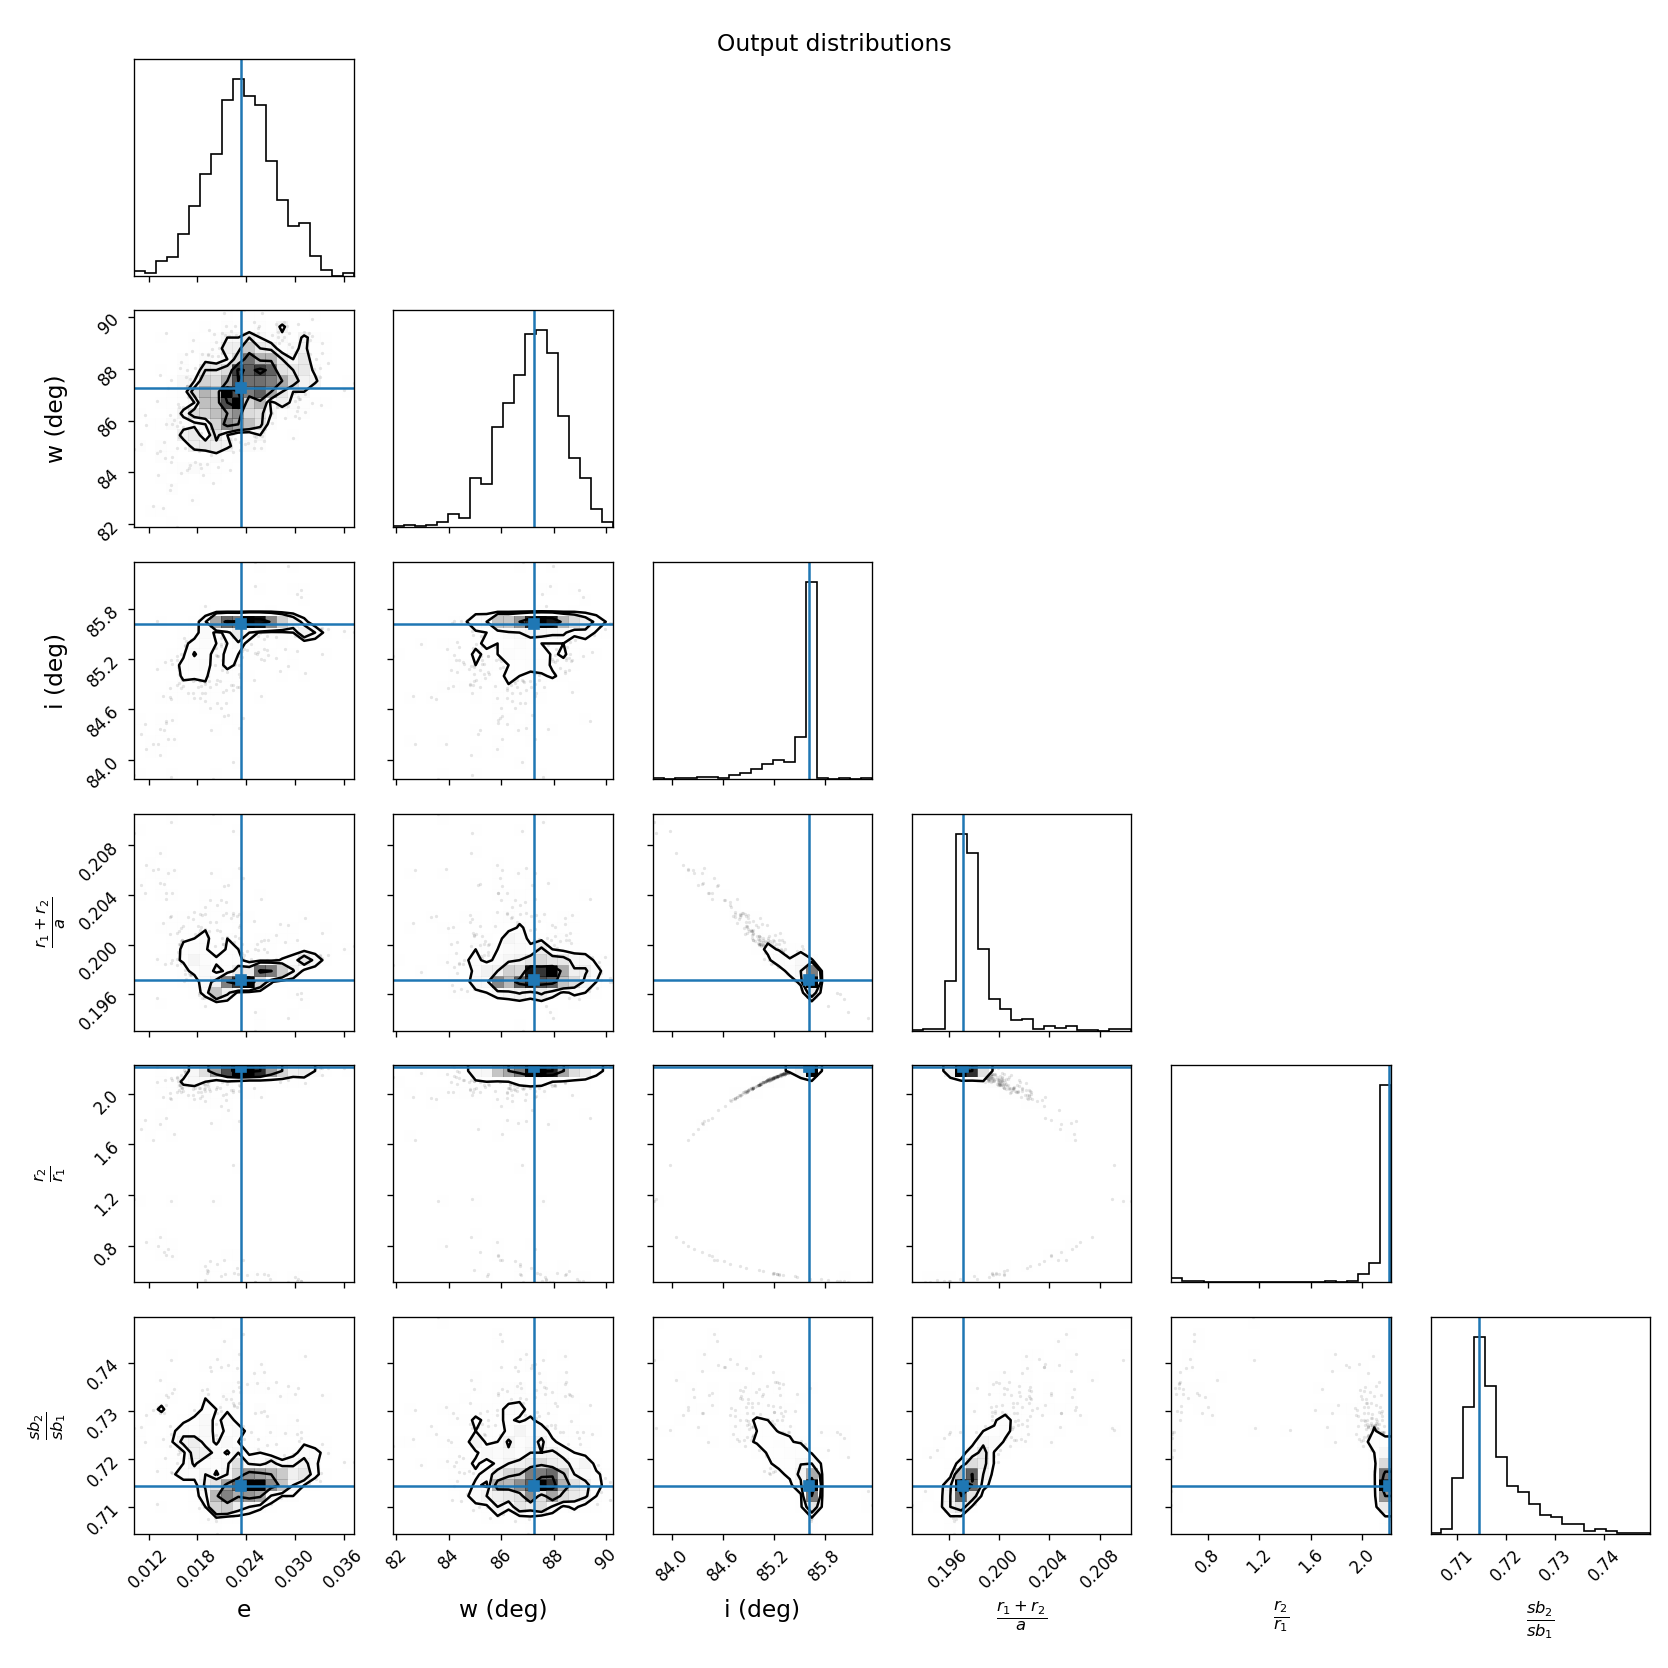 Output distributions
90
88
86
84
82
w (deg)
85.8
85.2
84.6
84.0
i (deg)
0.208
0.204
0.200
0.196
r₁ + r₂
a
2.0
1.6
1.2
0.8
r₂
r₁
0.74
0.73
0.72
0.71
sb₂
sb₁
0.012 0.018 0.024 0.030 0.036 82 84 86 88 90 84.0 84.6 85.2 85.8 0.196 0.200 0.204 0.208 0.8 1.2 1.6 2.0 0.71 0.72 0.73 0.74
e w (deg) i (deg)
r₁ + r₂
a
r₂
r₁
sb₂
sb₁